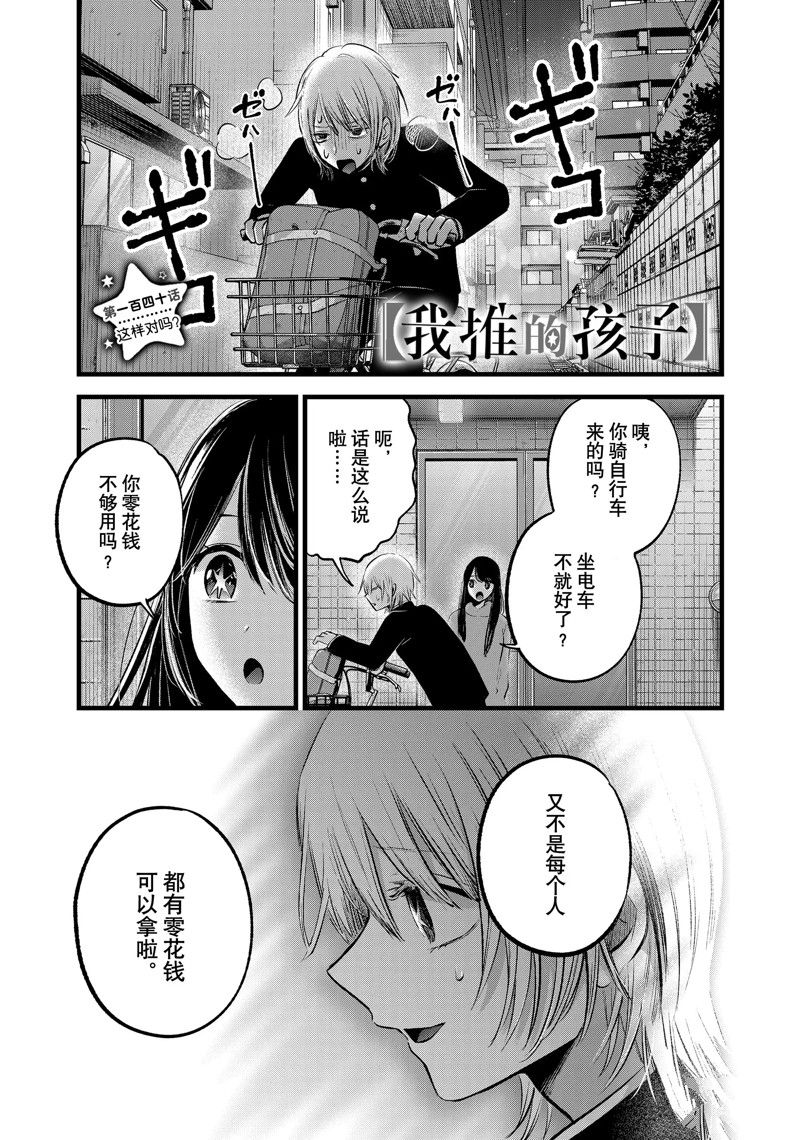 ギコ
ゼハー
ゼハー
ギコ
第一百四十话
…………
这样对吗？
【我推的孩子】
咦，
你骑自行车
来的吗？
坐电车
不就好了？
呃，
话是这么说
啦……
你零花钱
不够用吗？
又不是每个人
都有零花钱
可以拿啦。